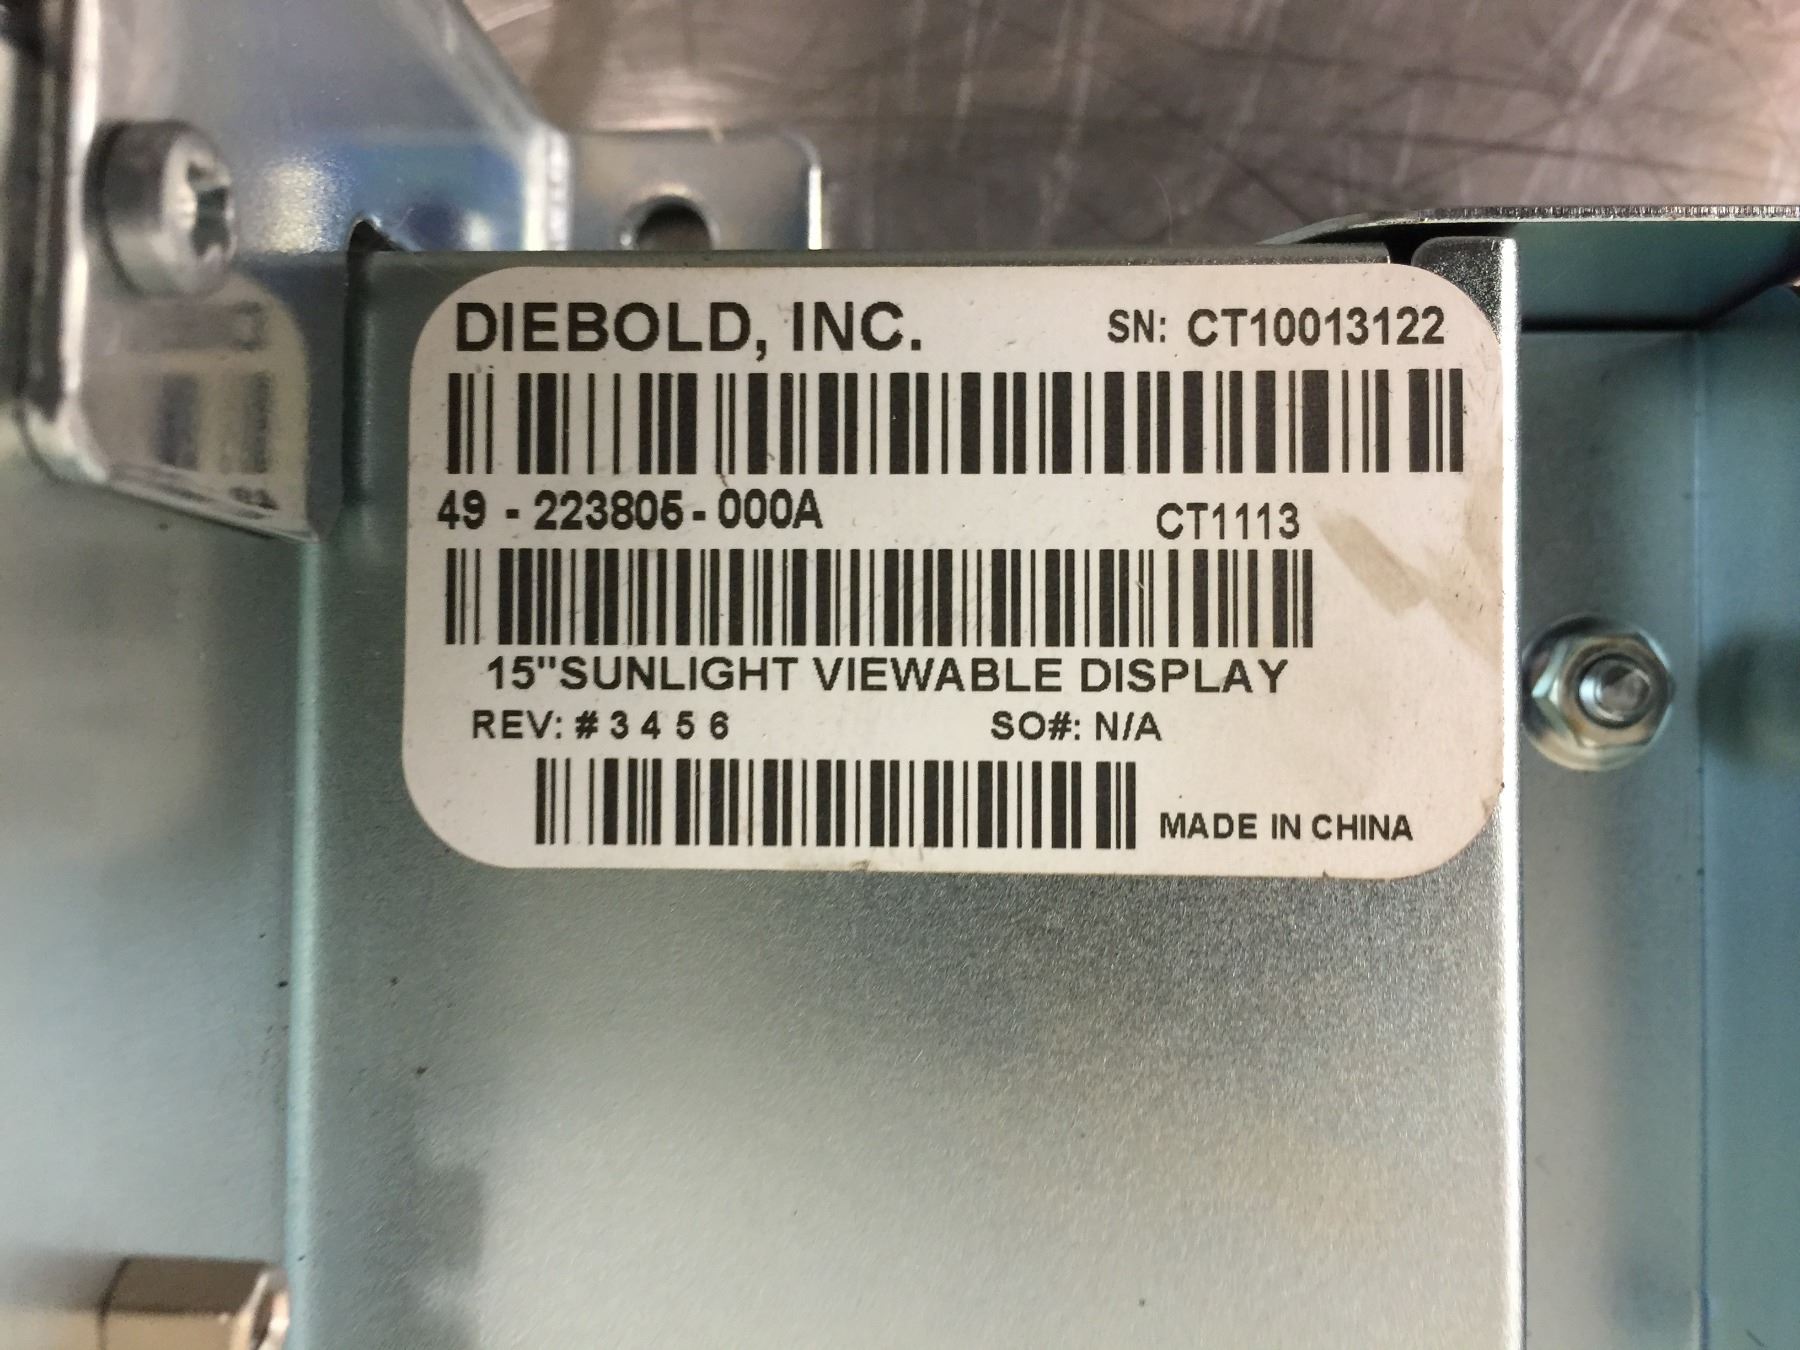 DIEBOLD, INC. SN: CT10013122
49 - 223805 - 000A CT1113
15"SUNLIGHT VIEWABLE DISPLAY
REV: # 3 4 5 6 SO#: N/A
MADE IN CHINA